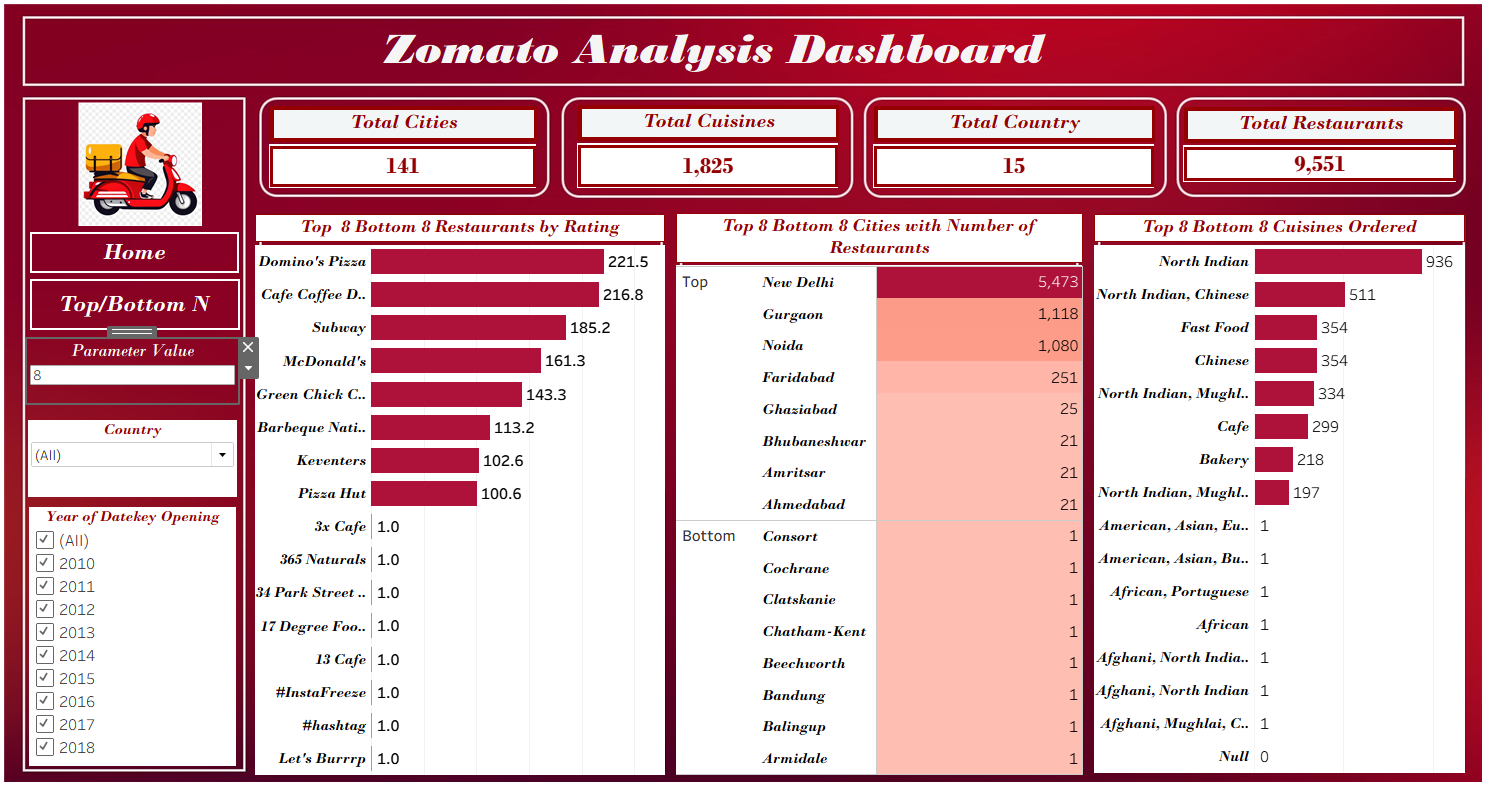 Zomato Analysis Dashboard
Total Cities
141
Total Cuisines
1,825
Total Country
15
Total Restaurants
9,551
Home
Top/Bottom N
Parameter Value
8
Country
(All)
Year of Datekey Opening
(All)
2010
2011
2012
2013
2014
2015
2016
2017
2018
Top 8 Bottom 8 Restaurants by Rating
Domino's Pizza 221.5
Cafe Coffee D.. 216.8
Subway 185.2
McDonald's 161.3
Green Chick C.. 143.3
Barbeque Nati.. 113.2
Keventers 102.6
Pizza Hut 100.6
3x Cafe 1.0
365 Naturals 1.0
34 Park Street .. 1.0
17 Degree Foo.. 1.0
13 Cafe 1.0
#InstaFreeze 1.0
#hashtag 1.0
Let's Burrrp 1.0
Top 8 Bottom 8 Cities with Number of
Restaurants
Top New Delhi 5,473
Gurgaon 1,118
Noida 1,080
Faridabad 251
Ghaziabad 25
Bhubaneshwar 21
Amritsar 21
Ahmedabad 21
Bottom Consort 1
Cochrane 1
Clatskanie 1
Chatham-Kent 1
Beechworth 1
Bandung 1
Balingup 1
Armidale 1
Top 8 Bottom 8 Cuisines Ordered
North Indian 936
North Indian, Chinese 511
Fast Food 354
Chinese 354
North Indian, Mughl.. 334
Cafe 299
Bakery 218
North Indian, Mughl.. 197
American, Asian, Eu.. 1
American, Asian, Bu.. 1
African, Portuguese 1
African 1
Afghani, North India.. 1
Afghani, North Indian 1
Afghani, Mughlai, C.. 1
Null 0